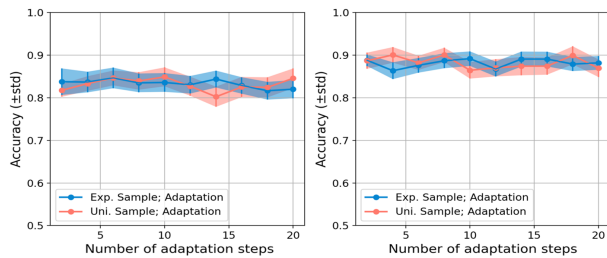 1.0
0.9
0.8
0.7
0.6
0.5
Accuracy (±std)
Exp. Sample; Adaptation
Uni. Sample; Adaptation
5 10 15 20
Number of adaptation steps
1.0
0.9
0.8
0.7
0.6
0.5
Accuracy (±std)
Exp. Sample; Adaptation
Uni. Sample; Adaptation
5 10 15 20
Number of adaptation steps